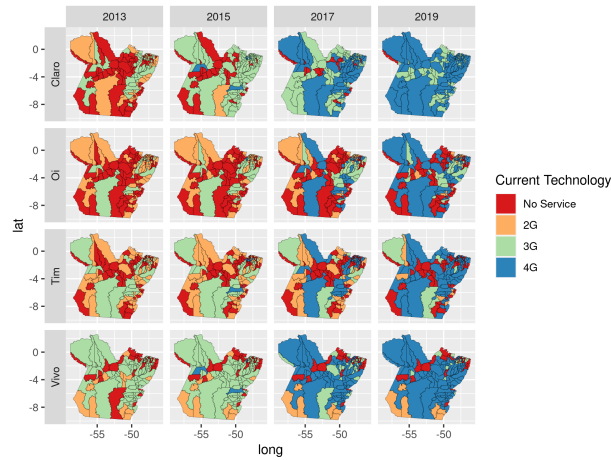 2013 2015 2017 2019
Claro
0
-4
-8
Oi
0
-4
-8
Tim
0
-4
-8
Vivo
0
-4
-8
lat
-55 -50 -55 -50 -55 -50 -55 -50
long
Current Technology
No Service
2G
3G
4G